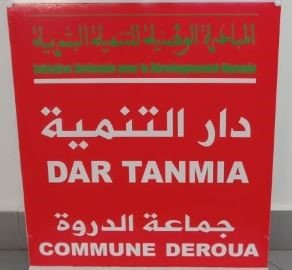 المبادرة الوطنية للتنمية البشرية
Initiative Nationale pour le Développement Humain
دار التنمية
DAR TANMIA
جماعة الدروة
COMMUNE DEROUA